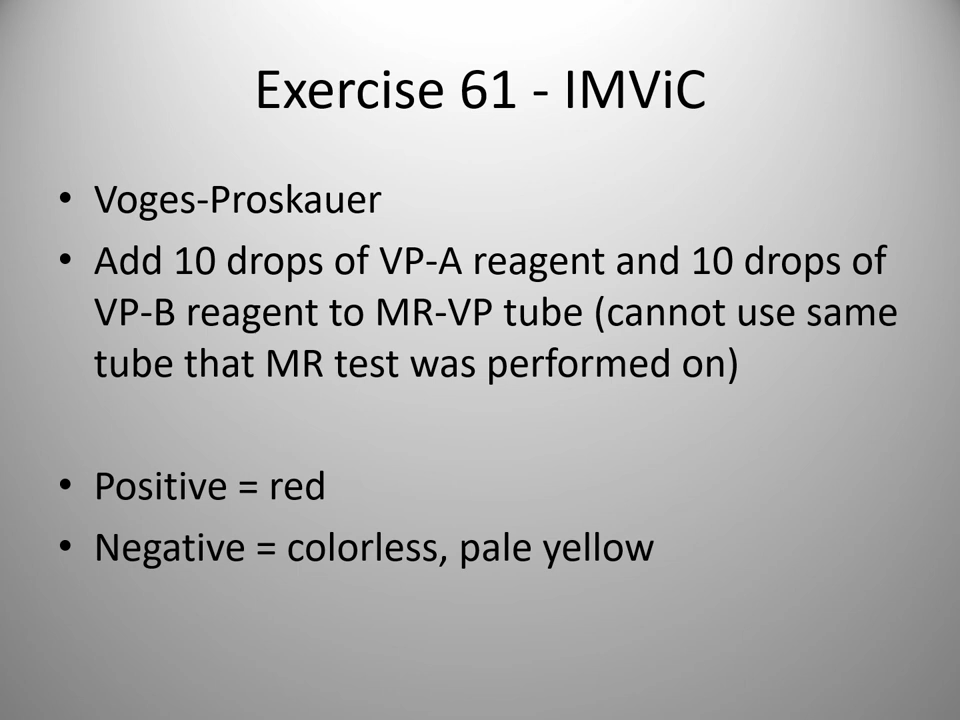 Exercise 61 - IMViC
• Voges-Proskauer
• Add 10 drops of VP-A reagent and 10 drops of
VP-B reagent to MR-VP tube (cannot use same
tube that MR test was performed on)
• Positive = red
• Negative = colorless, pale yellow